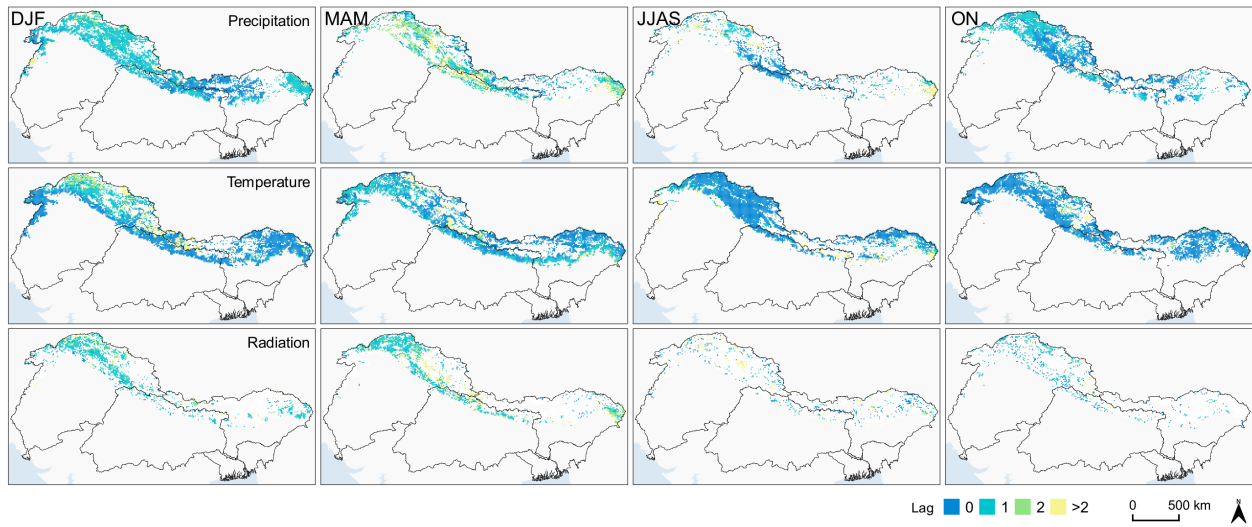 DJF
Precipitation
MAM
JJAS
ON
Temperature
Radiation
Lag 0 1 2 >2
0 500 km
N